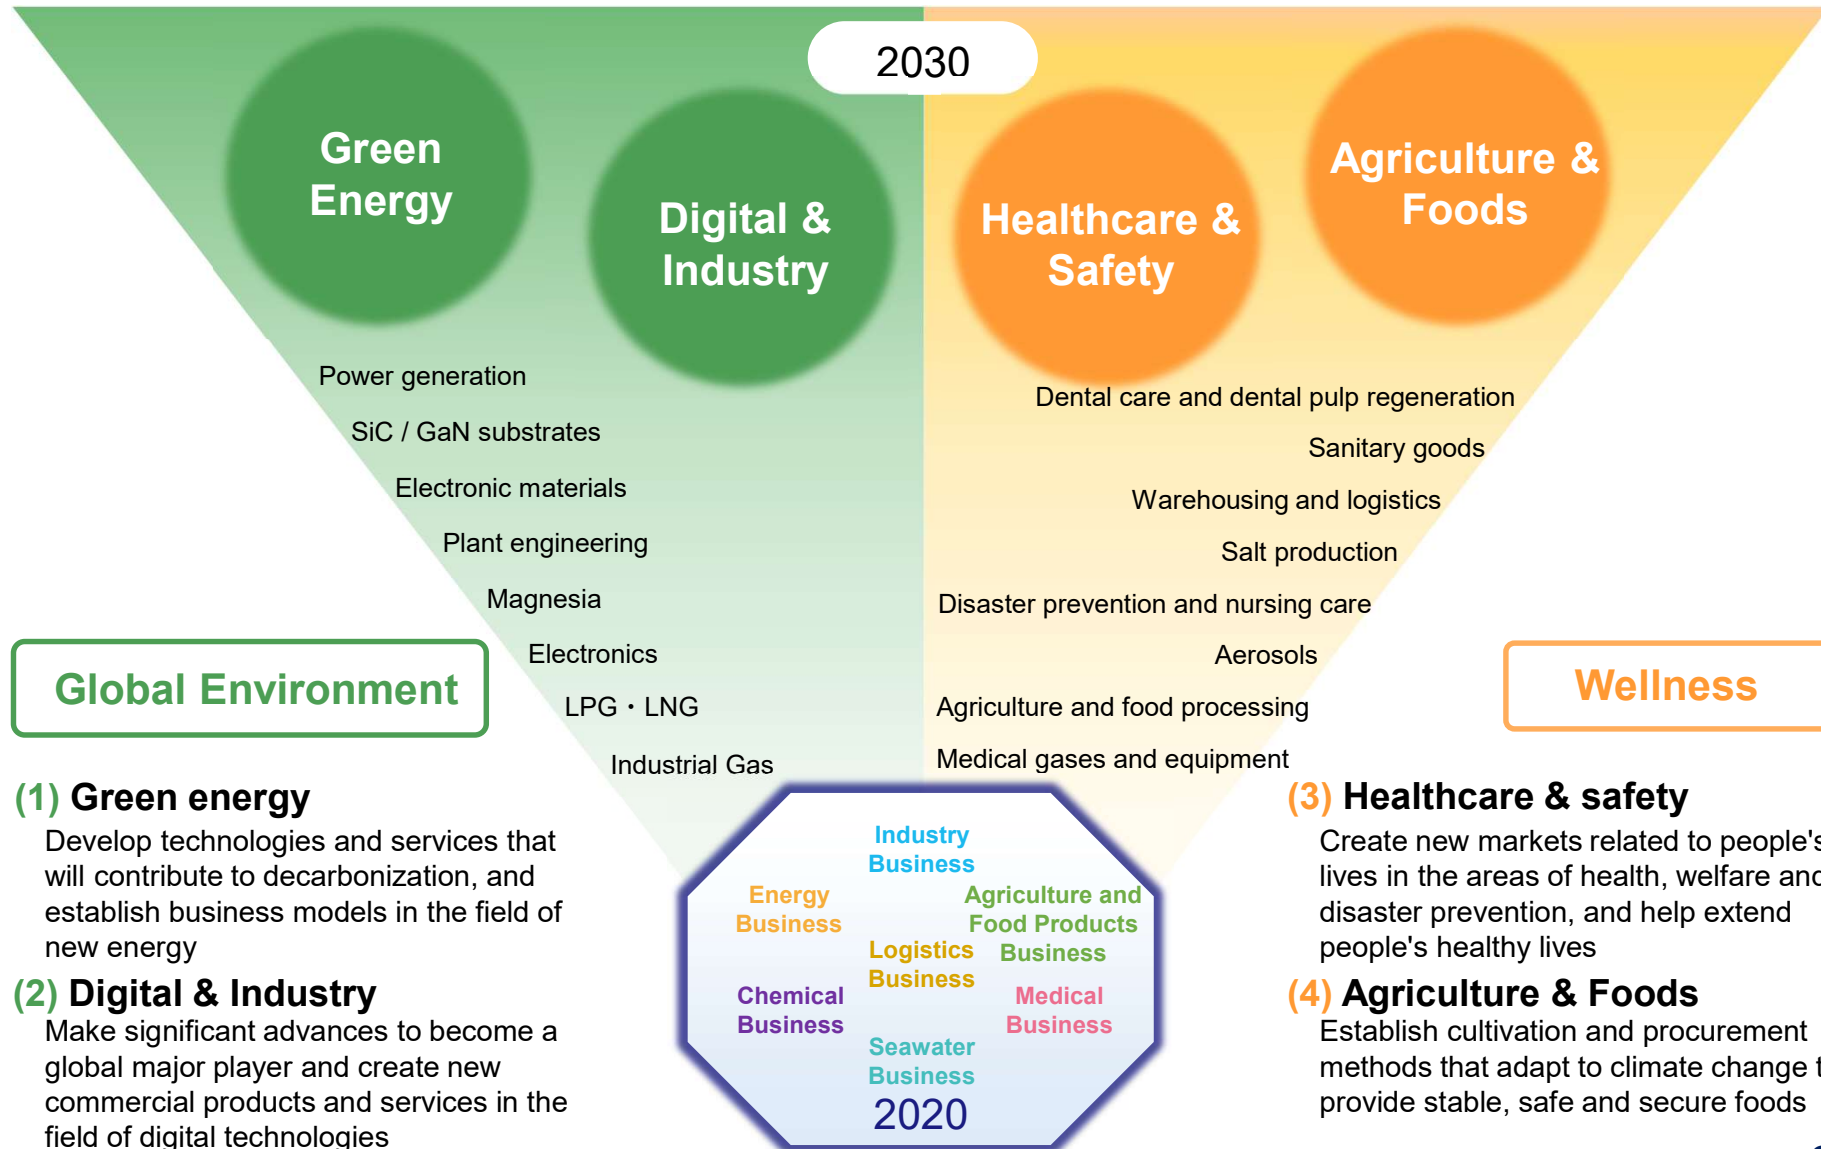 2030
Green
Energy
Digital &
Industry
Healthcare &
Safety
Agriculture &
Foods
Power generation
SiC / GaN substrates
Electronic materials
Plant engineering
Magnesia
Electronics
LPG・LNG
Industrial Gas
Dental care and dental pulp regeneration
Sanitary goods
Warehousing and logistics
Salt production
Disaster prevention and nursing care
Aerosols
Agriculture and food processing
Medical gases and equipment
Global Environment
Wellness
(1) Green energy
Develop technologies and services that
will contribute to decarbonization, and
establish business models in the field of
new energy
(2) Digital & Industry
Make significant advances to become a
global major player and create new
commercial products and services in the
field of digital technologies
Industry
Business
Energy
Business
Agriculture and
Food Products
Business
Logistics
Business
Chemical
Business
Medical
Business
Seawater
Business
2020
(3) Healthcare & safety
Create new markets related to people's
lives in the areas of health, welfare and
disaster prevention, and help extend
people's healthy lives
(4) Agriculture & Foods
Establish cultivation and procurement
methods that adapt to climate change
provide stable, safe and secure foods